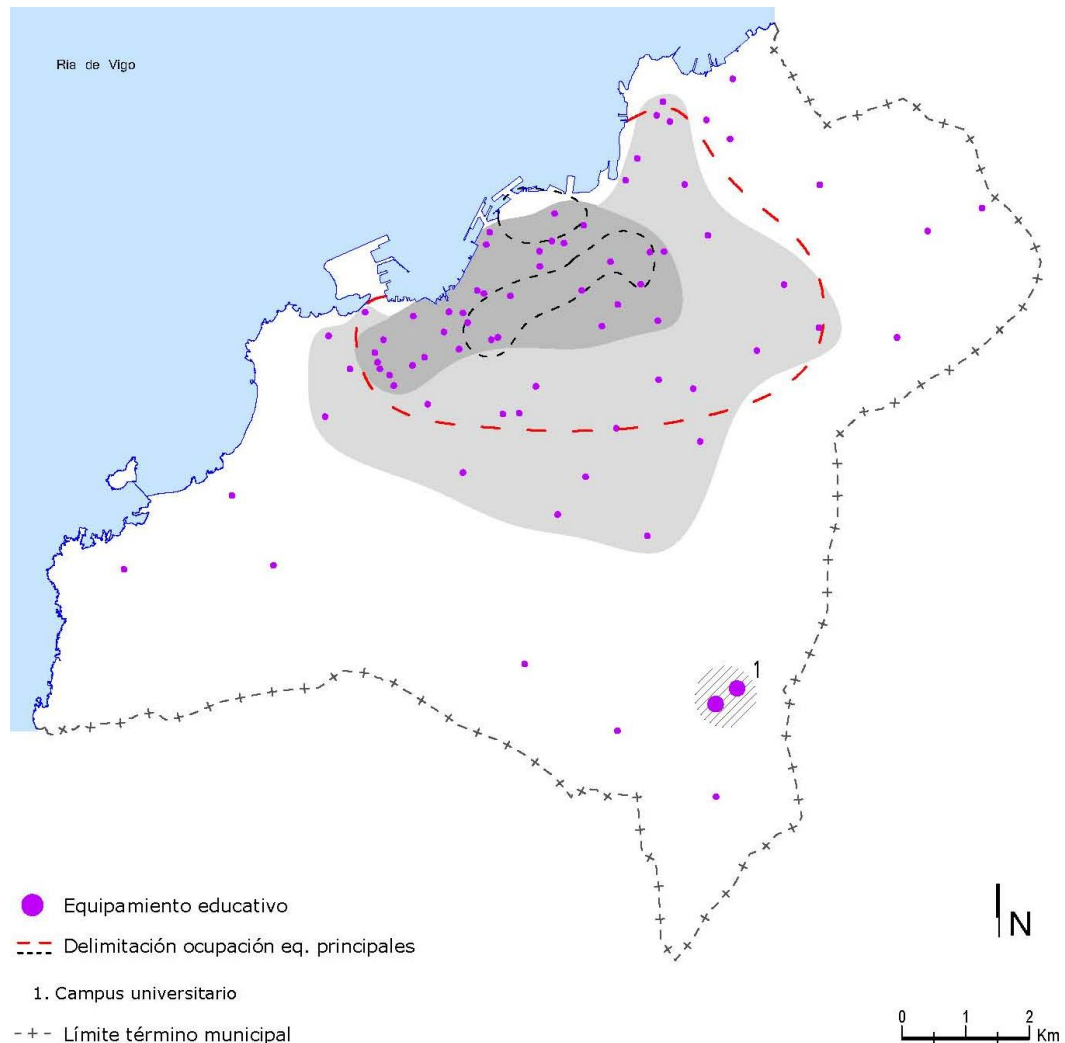 Ria de Vigo
1
Equipamiento educativo
Delimitación ocupación eq. principales
1. Campus universitario
Límite término municipal
N
0 1 2
Km